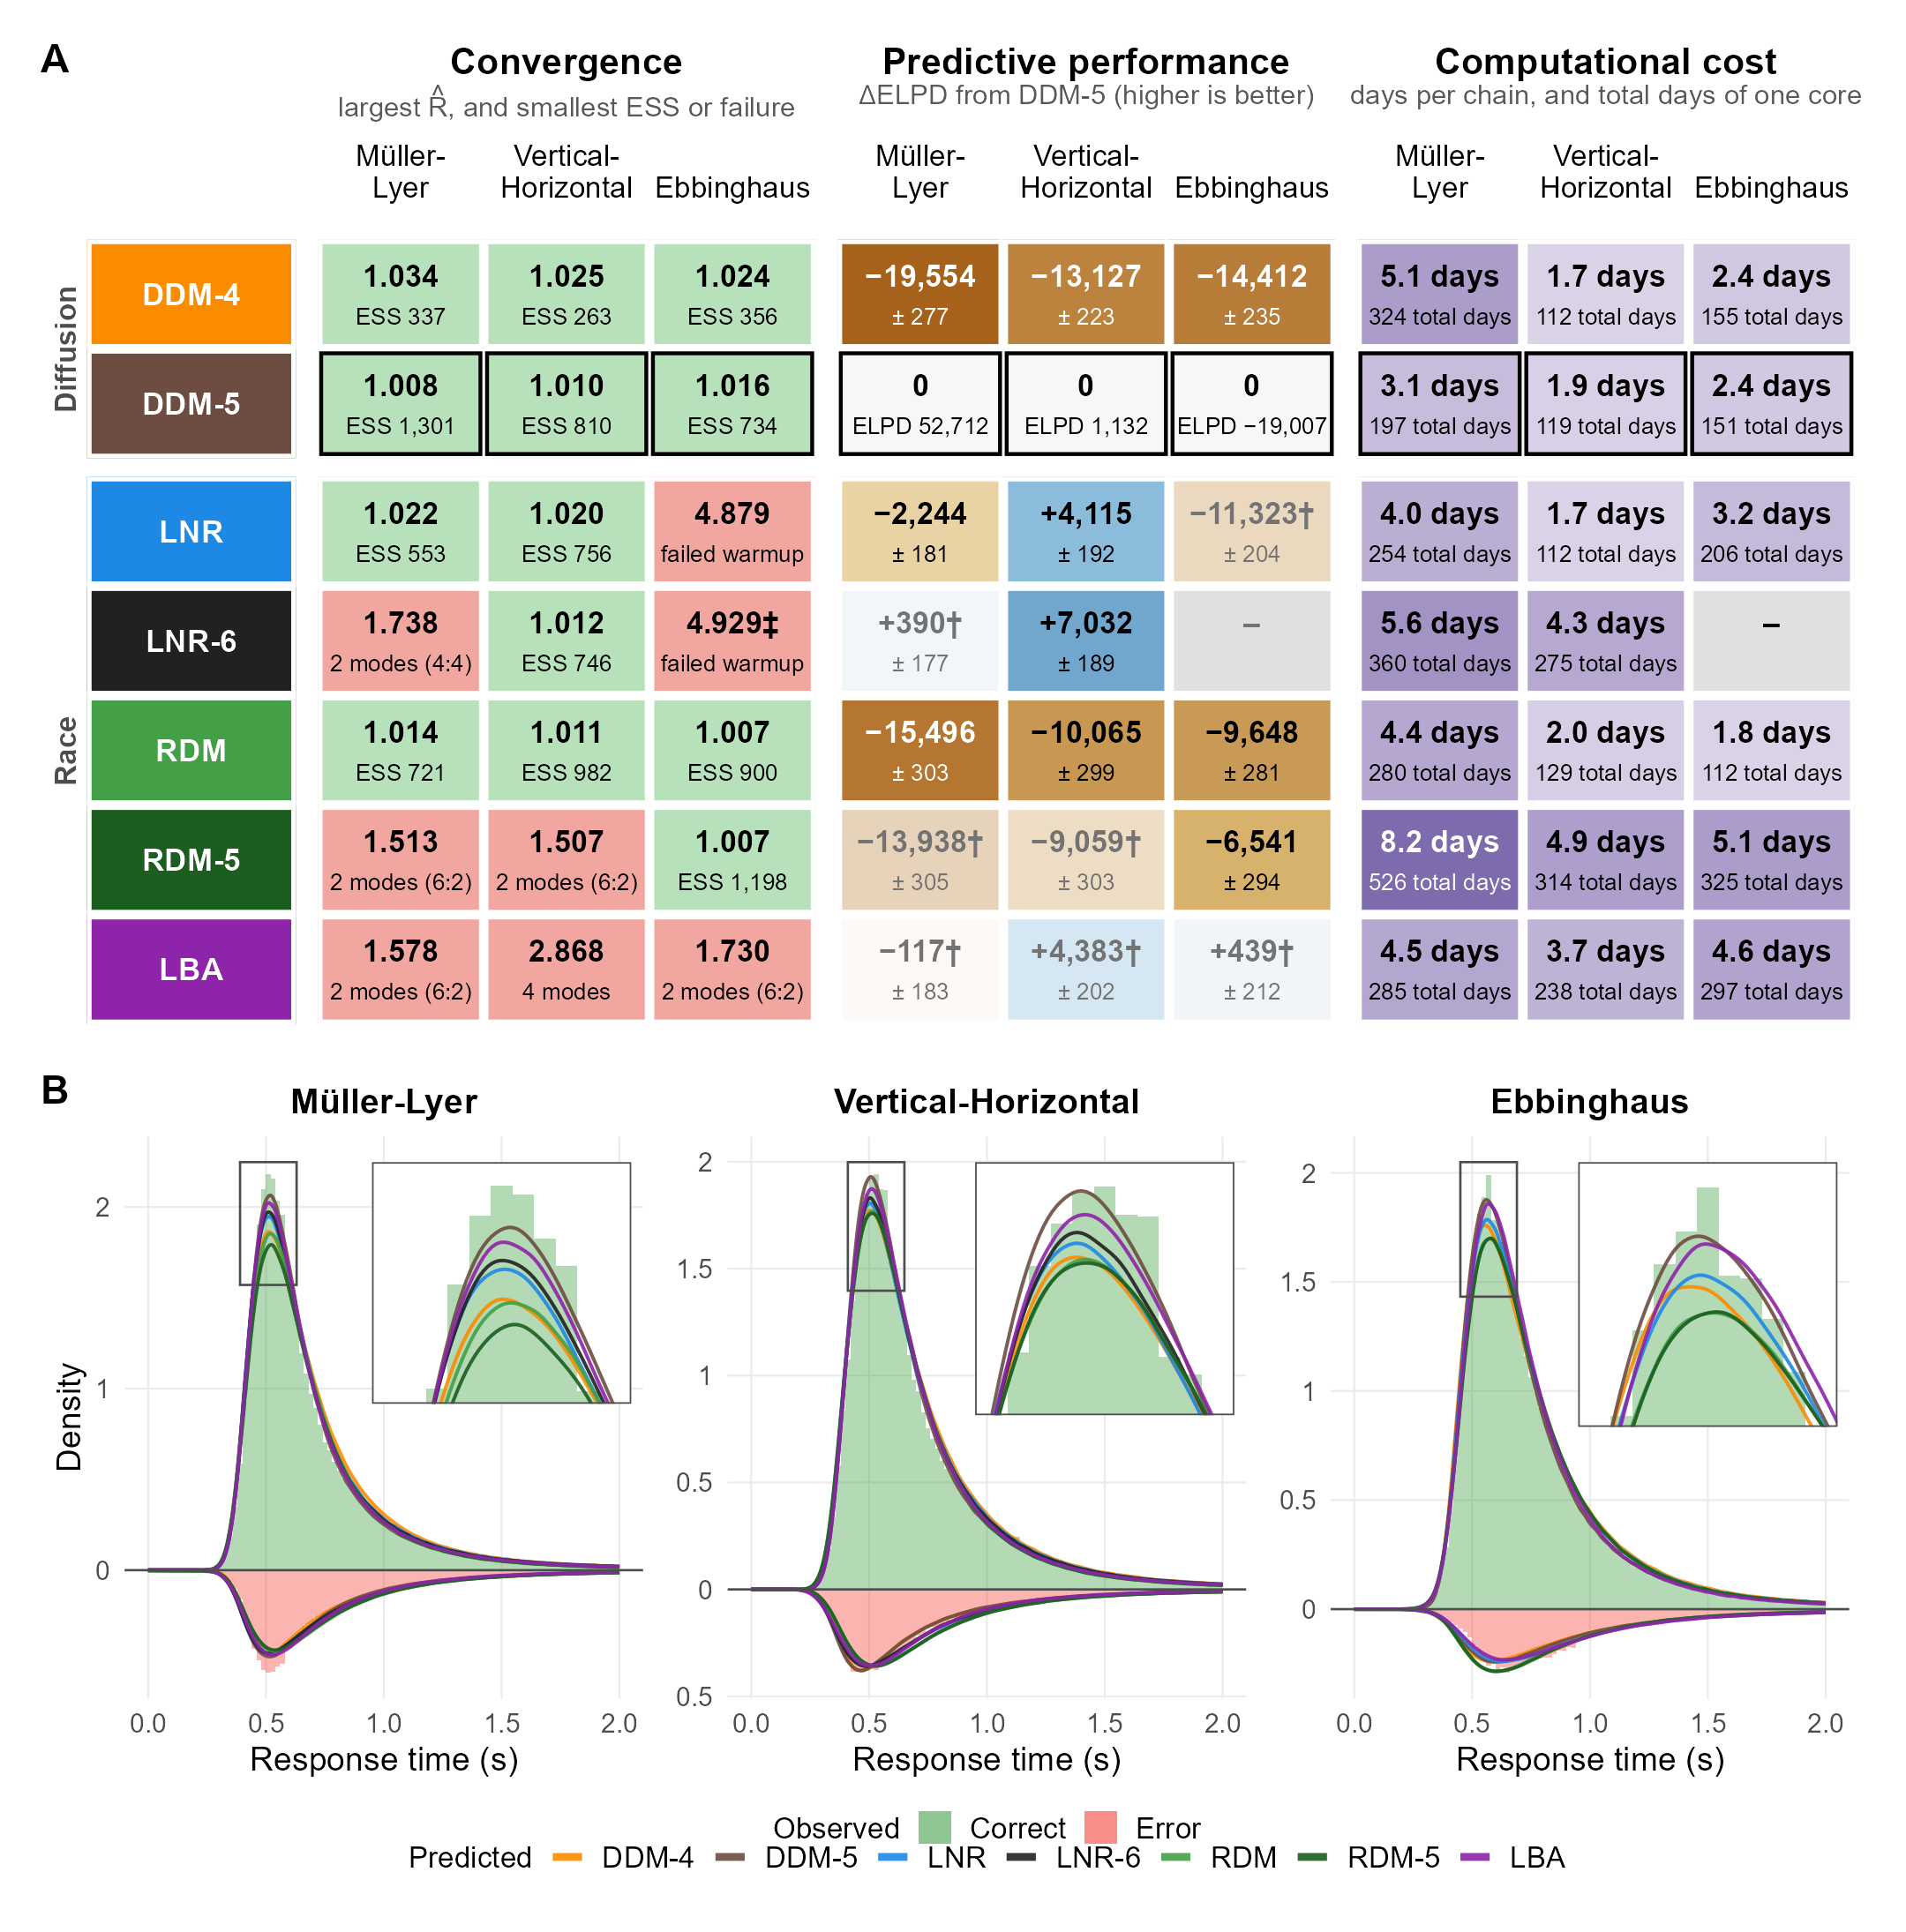 A
Convergence
largest R̂, and smallest ESS or failure
Predictive performance
ΔELPD from DDM-5 (higher is better)
Computational cost
days per chain, and total days of one core
Müller-
Lyer
Vertical-
Horizontal
Ebbinghaus
Müller-
Lyer
Vertical-
Horizontal
Ebbinghaus
Müller-
Lyer
Vertical-
Horizontal
Ebbinghaus
Diffusion
DDM-4
1.034
ESS 337
1.025
ESS 263
1.024
ESS 356
−19,554
± 277
−13,127
± 223
−14,412
± 235
5.1 days
324 total days
1.7 days
112 total days
2.4 days
155 total days
DDM-5
1.008
ESS 1,301
1.010
ESS 810
1.016
ESS 734
0
ELPD 52,712
0
ELPD 1,132
0
ELPD −19,007
3.1 days
197 total days
1.9 days
119 total days
2.4 days
151 total days
Race
LNR
1.022
ESS 553
1.020
ESS 756
4.879
failed warmup
−2,244
± 181
+4,115
± 192
−11,323†
± 204
4.0 days
254 total days
1.7 days
112 total days
3.2 days
206 total days
LNR-6
1.738
2 modes (4:4)
1.012
ESS 746
4.929‡
failed warmup
+390†
± 177
+7,032
± 189
–
5.6 days
360 total days
4.3 days
275 total days
–
RDM
1.014
ESS 721
1.011
ESS 982
1.007
ESS 900
−15,496
± 303
−10,065
± 299
−9,648
± 281
4.4 days
280 total days
2.0 days
129 total days
1.8 days
112 total days
RDM-5
1.513
2 modes (6:2)
1.507
2 modes (6:2)
1.007
ESS 1,198
−13,938†
± 305
−9,059†
± 303
−6,541
± 294
8.2 days
526 total days
4.9 days
314 total days
5.1 days
325 total days
LBA
1.578
2 modes (6:2)
2.868
4 modes
1.730
2 modes (6:2)
−117†
± 183
+4,383†
± 202
+439†
± 212
4.5 days
285 total days
3.7 days
238 total days
4.6 days
297 total days
B
Müller-Lyer
Density
2
1
0
0.0 0.5 1.0 1.5 2.0
Response time (s)
Vertical-Horizontal
2
1.5
1
0.5
0
0.5
0.0 0.5 1.0 1.5 2.0
Response time (s)
Ebbinghaus
2
1.5
1
0.5
0
0.0 0.5 1.0 1.5 2.0
Response time (s)
Observed Correct Error
Predicted DDM-4 DDM-5 LNR LNR-6 RDM RDM-5 LBA